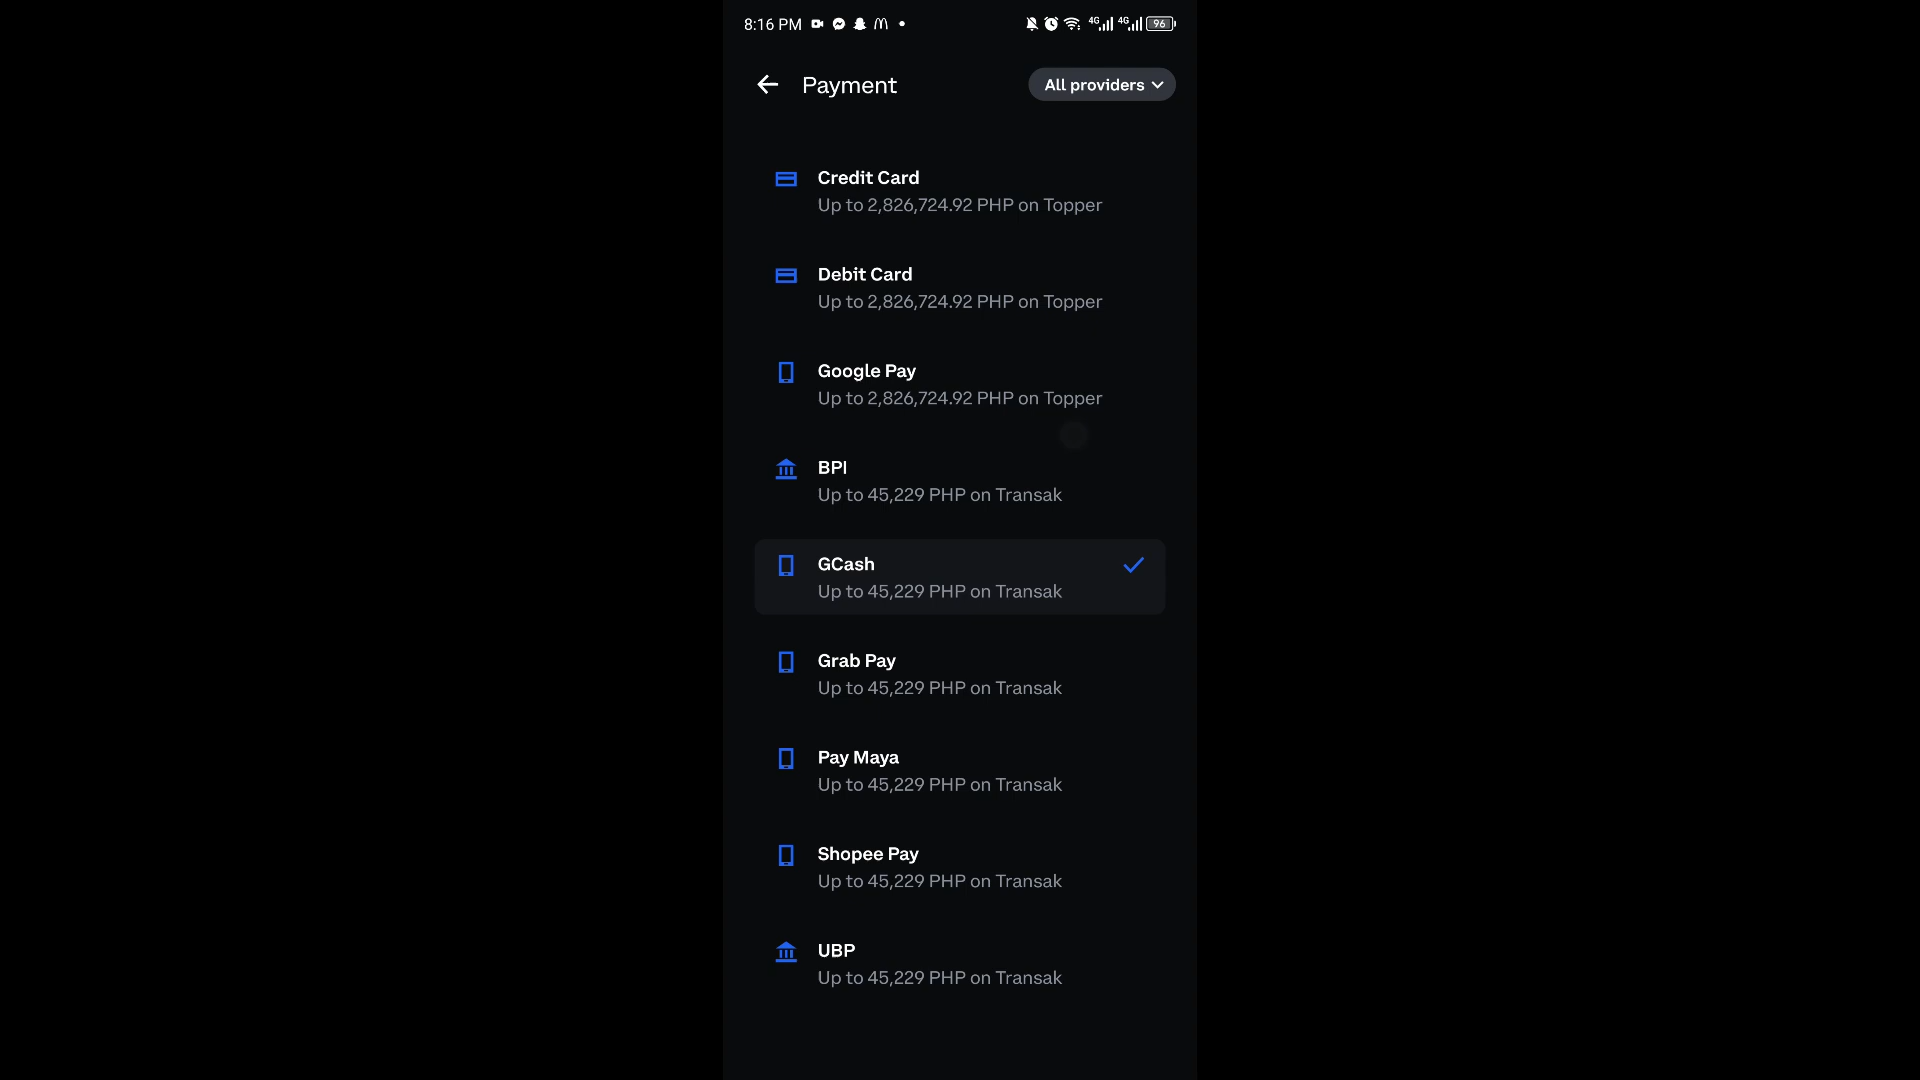 8:16 PM
4G 4G 96
Payment
All providers
Credit Card
Up to 2,826,724.92 PHP on Topper
Debit Card
Up to 2,826,724.92 PHP on Topper
Google Pay
Up to 2,826,724.92 PHP on Topper
BPI
Up to 45,229 PHP on Transak
GCash
Up to 45,229 PHP on Transak
Grab Pay
Up to 45,229 PHP on Transak
Pay Maya
Up to 45,229 PHP on Transak
Shopee Pay
Up to 45,229 PHP on Transak
UBP
Up to 45,229 PHP on Transak